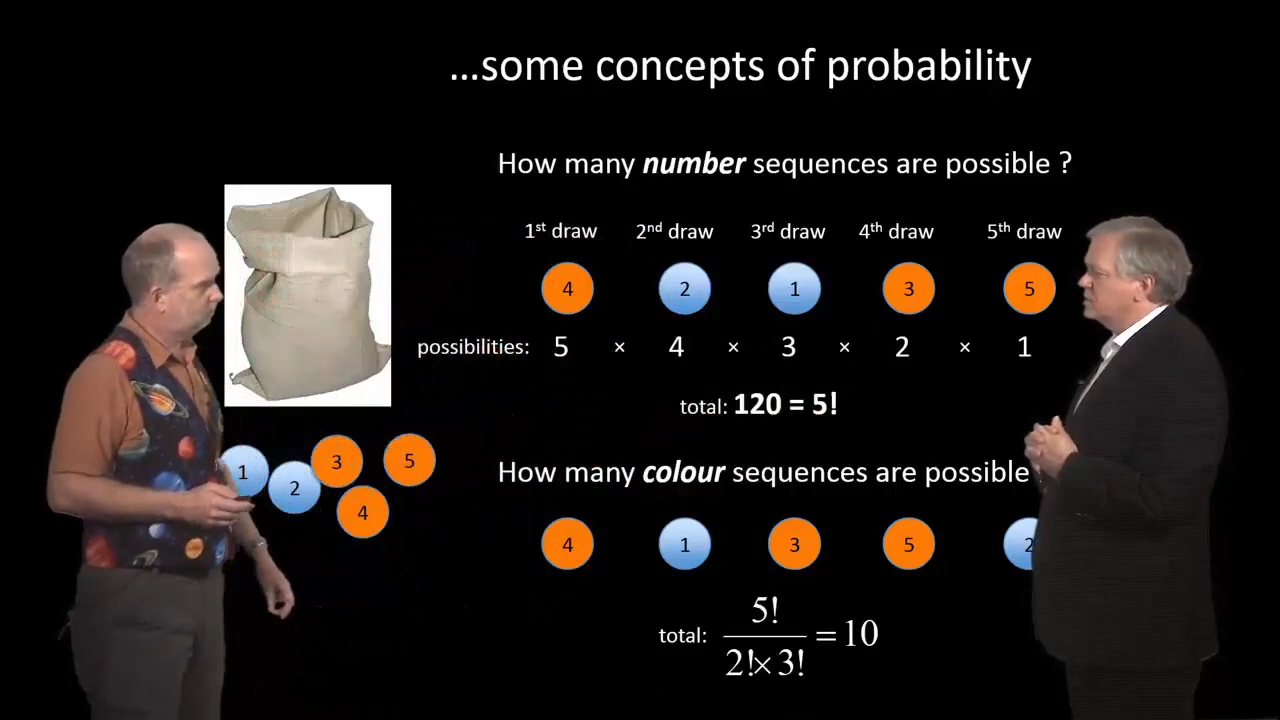 ...some concepts of probability
How many number sequences are possible ?
1st draw 2nd draw 3rd draw 4th draw 5th draw
4 2 1 3 5
possibilities: 5 × 4 × 3 × 2 × 1
total: 120 = 5!
1 2 3 4 5
How many colour sequences are possible
4 1 3 5 2
total: 5! / 2!× 3! = 10